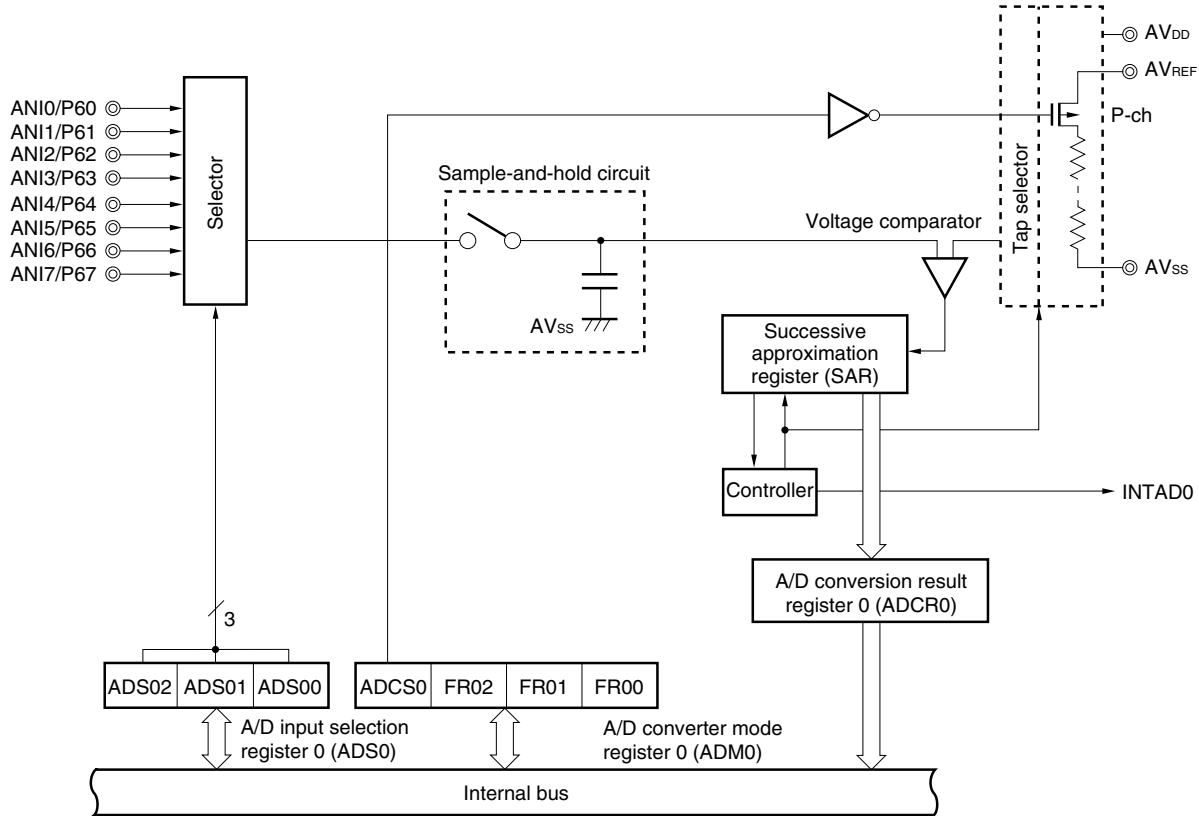 AVDD
AVREF
P-ch
AVSS
Tap selector
ANI0/P60
ANI1/P61
ANI2/P62
ANI3/P63
ANI4/P64
ANI5/P65
ANI6/P66
ANI7/P67
Selector
Sample-and-hold circuit
AVSS
Voltage comparator
Successive
approximation
register (SAR)
Controller
INTAD0
A/D conversion result
register 0 (ADCR0)
3
ADS02 ADS01 ADS00
ADCS0 FR02 FR01 FR00
A/D input selection
register 0 (ADS0)
A/D converter mode
register 0 (ADM0)
Internal bus